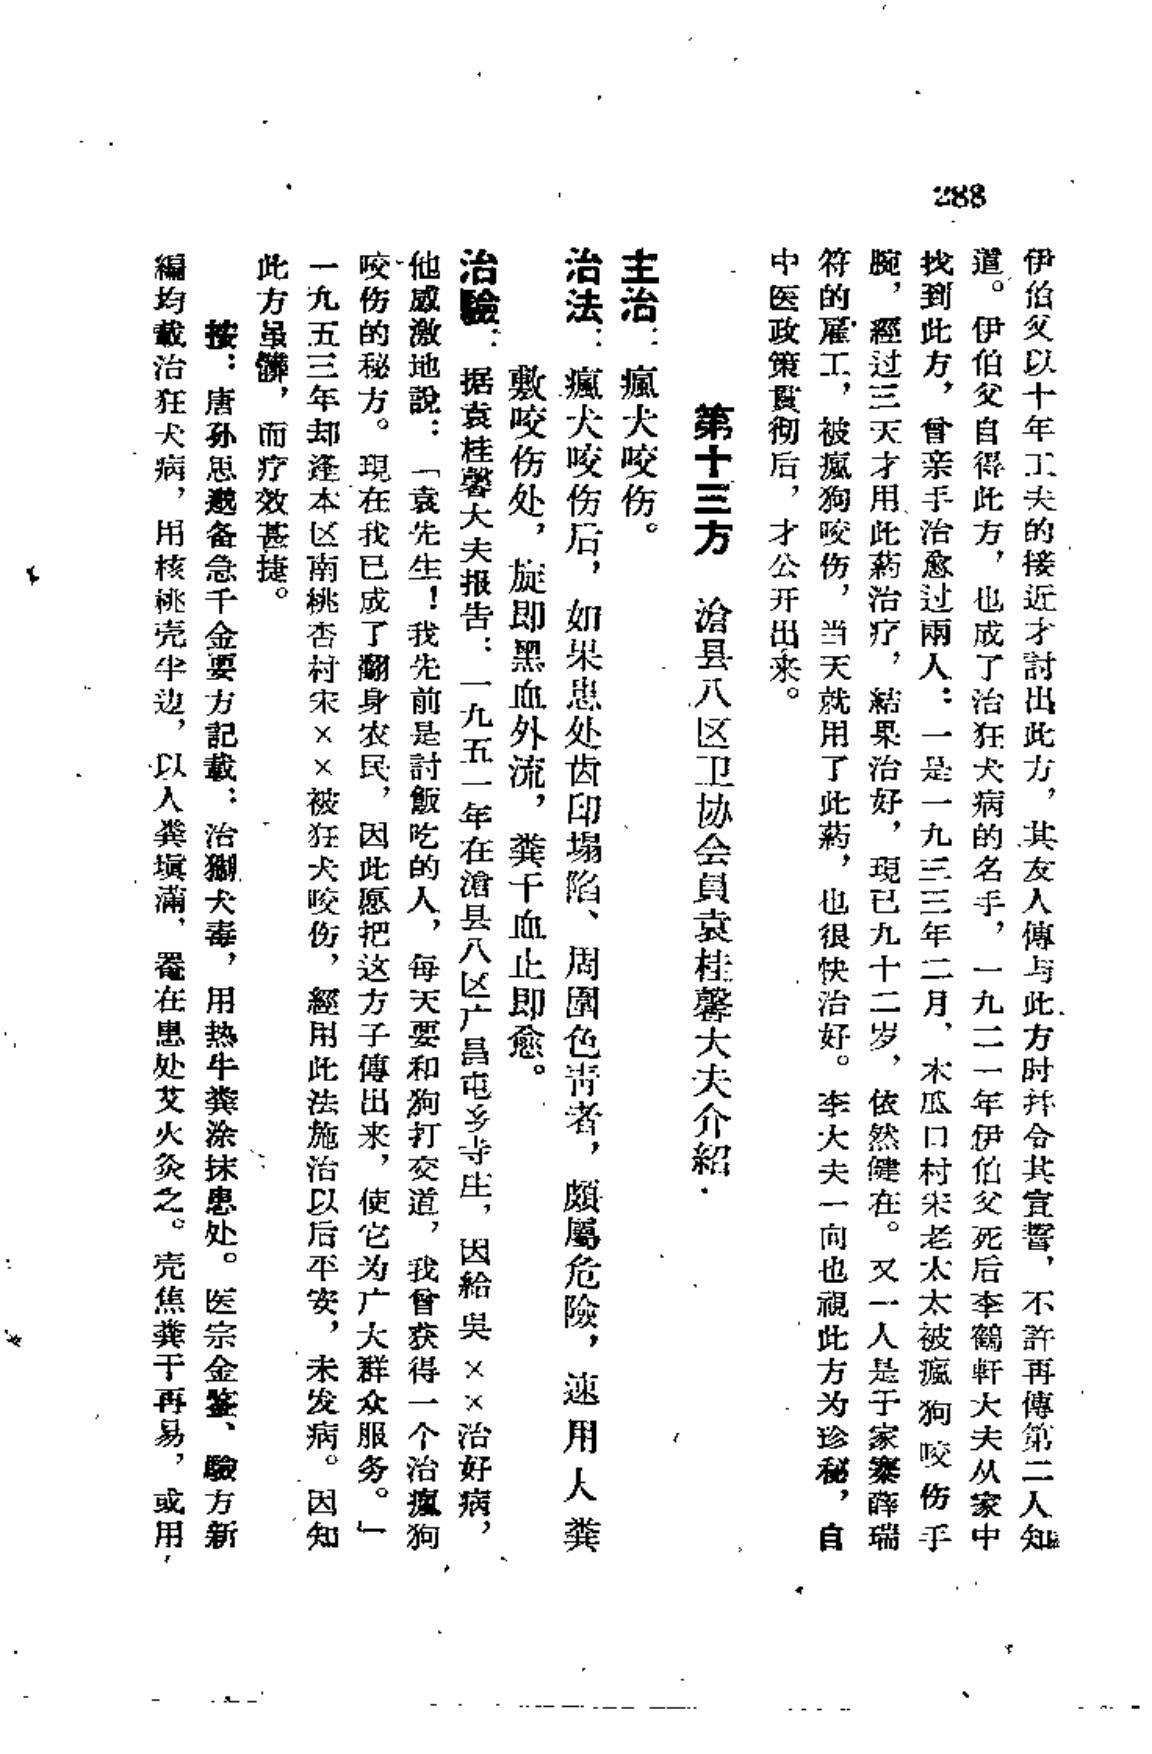 288
伊伯父以十年工夫的接近才討出此方，其友人傳与此方时并令其宣誓，不許再傳第二人知
道。伊伯父自得此方，也成了治狂犬病的名手，一九二一年伊伯父死后李鶴軒大夫从家中
找到此方，曾亲手治愈过兩人：一是一九三三年二月，木瓜口村宋老太太被瘋狗咬伤手
腕，經过三天才用此葯治疗，結果治好，現已九十二岁，依然健在。又一人是于家寨薛瑞
符的雇工，被瘋狗咬伤，当天就用了此葯，也很快治好。李大夫一向也視此方为珍秘，自
中医政策貫彻后，才公开出来。
第十三方　滄县八区卫协会員袁桂馨大夫介紹
主治：瘋犬咬伤。
治法：瘋犬咬伤后，如果患处齿印塌陷、周圍色靑者，頗屬危險，速用人粪
敷咬伤处，旋即黑血外流，粪干血止即愈。
治驗：据袁桂馨大夫报告：一九五一年在滄县八区广昌屯乡寺庄，因給吳××治好病，
他感激地說：「袁先生！我先前是討飯吃的人，每天要和狗打交道，我曾获得一个治瘋狗
咬伤的秘方。現在我已成了翻身农民，因此愿把这方子傳出来，使它为广大群众服务。」
一九五三年却逢本区南桃杏村宋××被狂犬咬伤，經用此法施治以后平安，未发病。因知
此方虽髒，而疗效甚捷。
按：唐孙思邈备急千金要方記載：治猘犬毒，用热牛粪涂抹患处。医宗金鉴、驗方新
編均載治狂犬病，用核桃壳半边，以人粪塡滿，罨在患处艾火灸之。壳焦粪干再易，或用